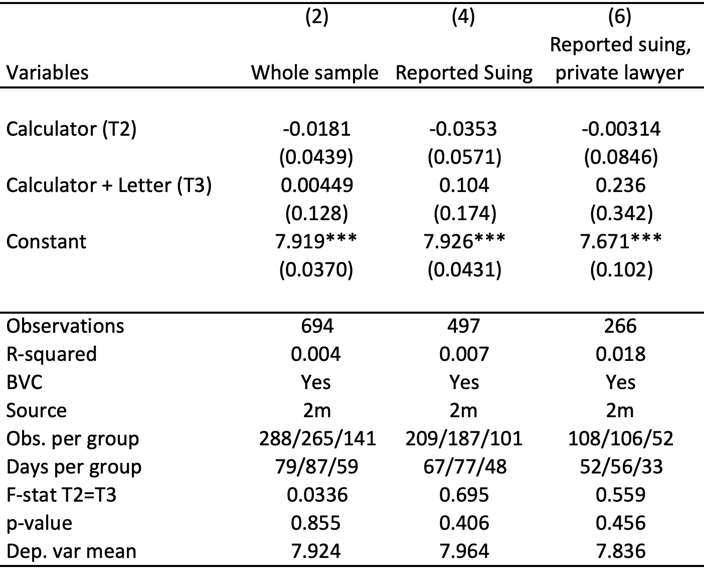 (2) (4) (6)
Reported suing,
Variables Whole sample Reported Suing private lawyer
Calculator (T2) -0.0181 -0.0353 -0.00314
(0.0439) (0.0571) (0.0846)
Calculator + Letter (T3) 0.00449 0.104 0.236
(0.128) (0.174) (0.342)
Constant 7.919*** 7.926*** 7.671***
(0.0370) (0.0431) (0.102)
Observations 694 497 266
R-squared 0.004 0.007 0.018
BVC Yes Yes Yes
Source 2m 2m 2m
Obs. per group 288/265/141 209/187/101 108/106/52
Days per group 79/87/59 67/77/48 52/56/33
F-stat T2=T3 0.0336 0.695 0.559
p-value 0.855 0.406 0.456
Dep. var mean 7.924 7.964 7.836